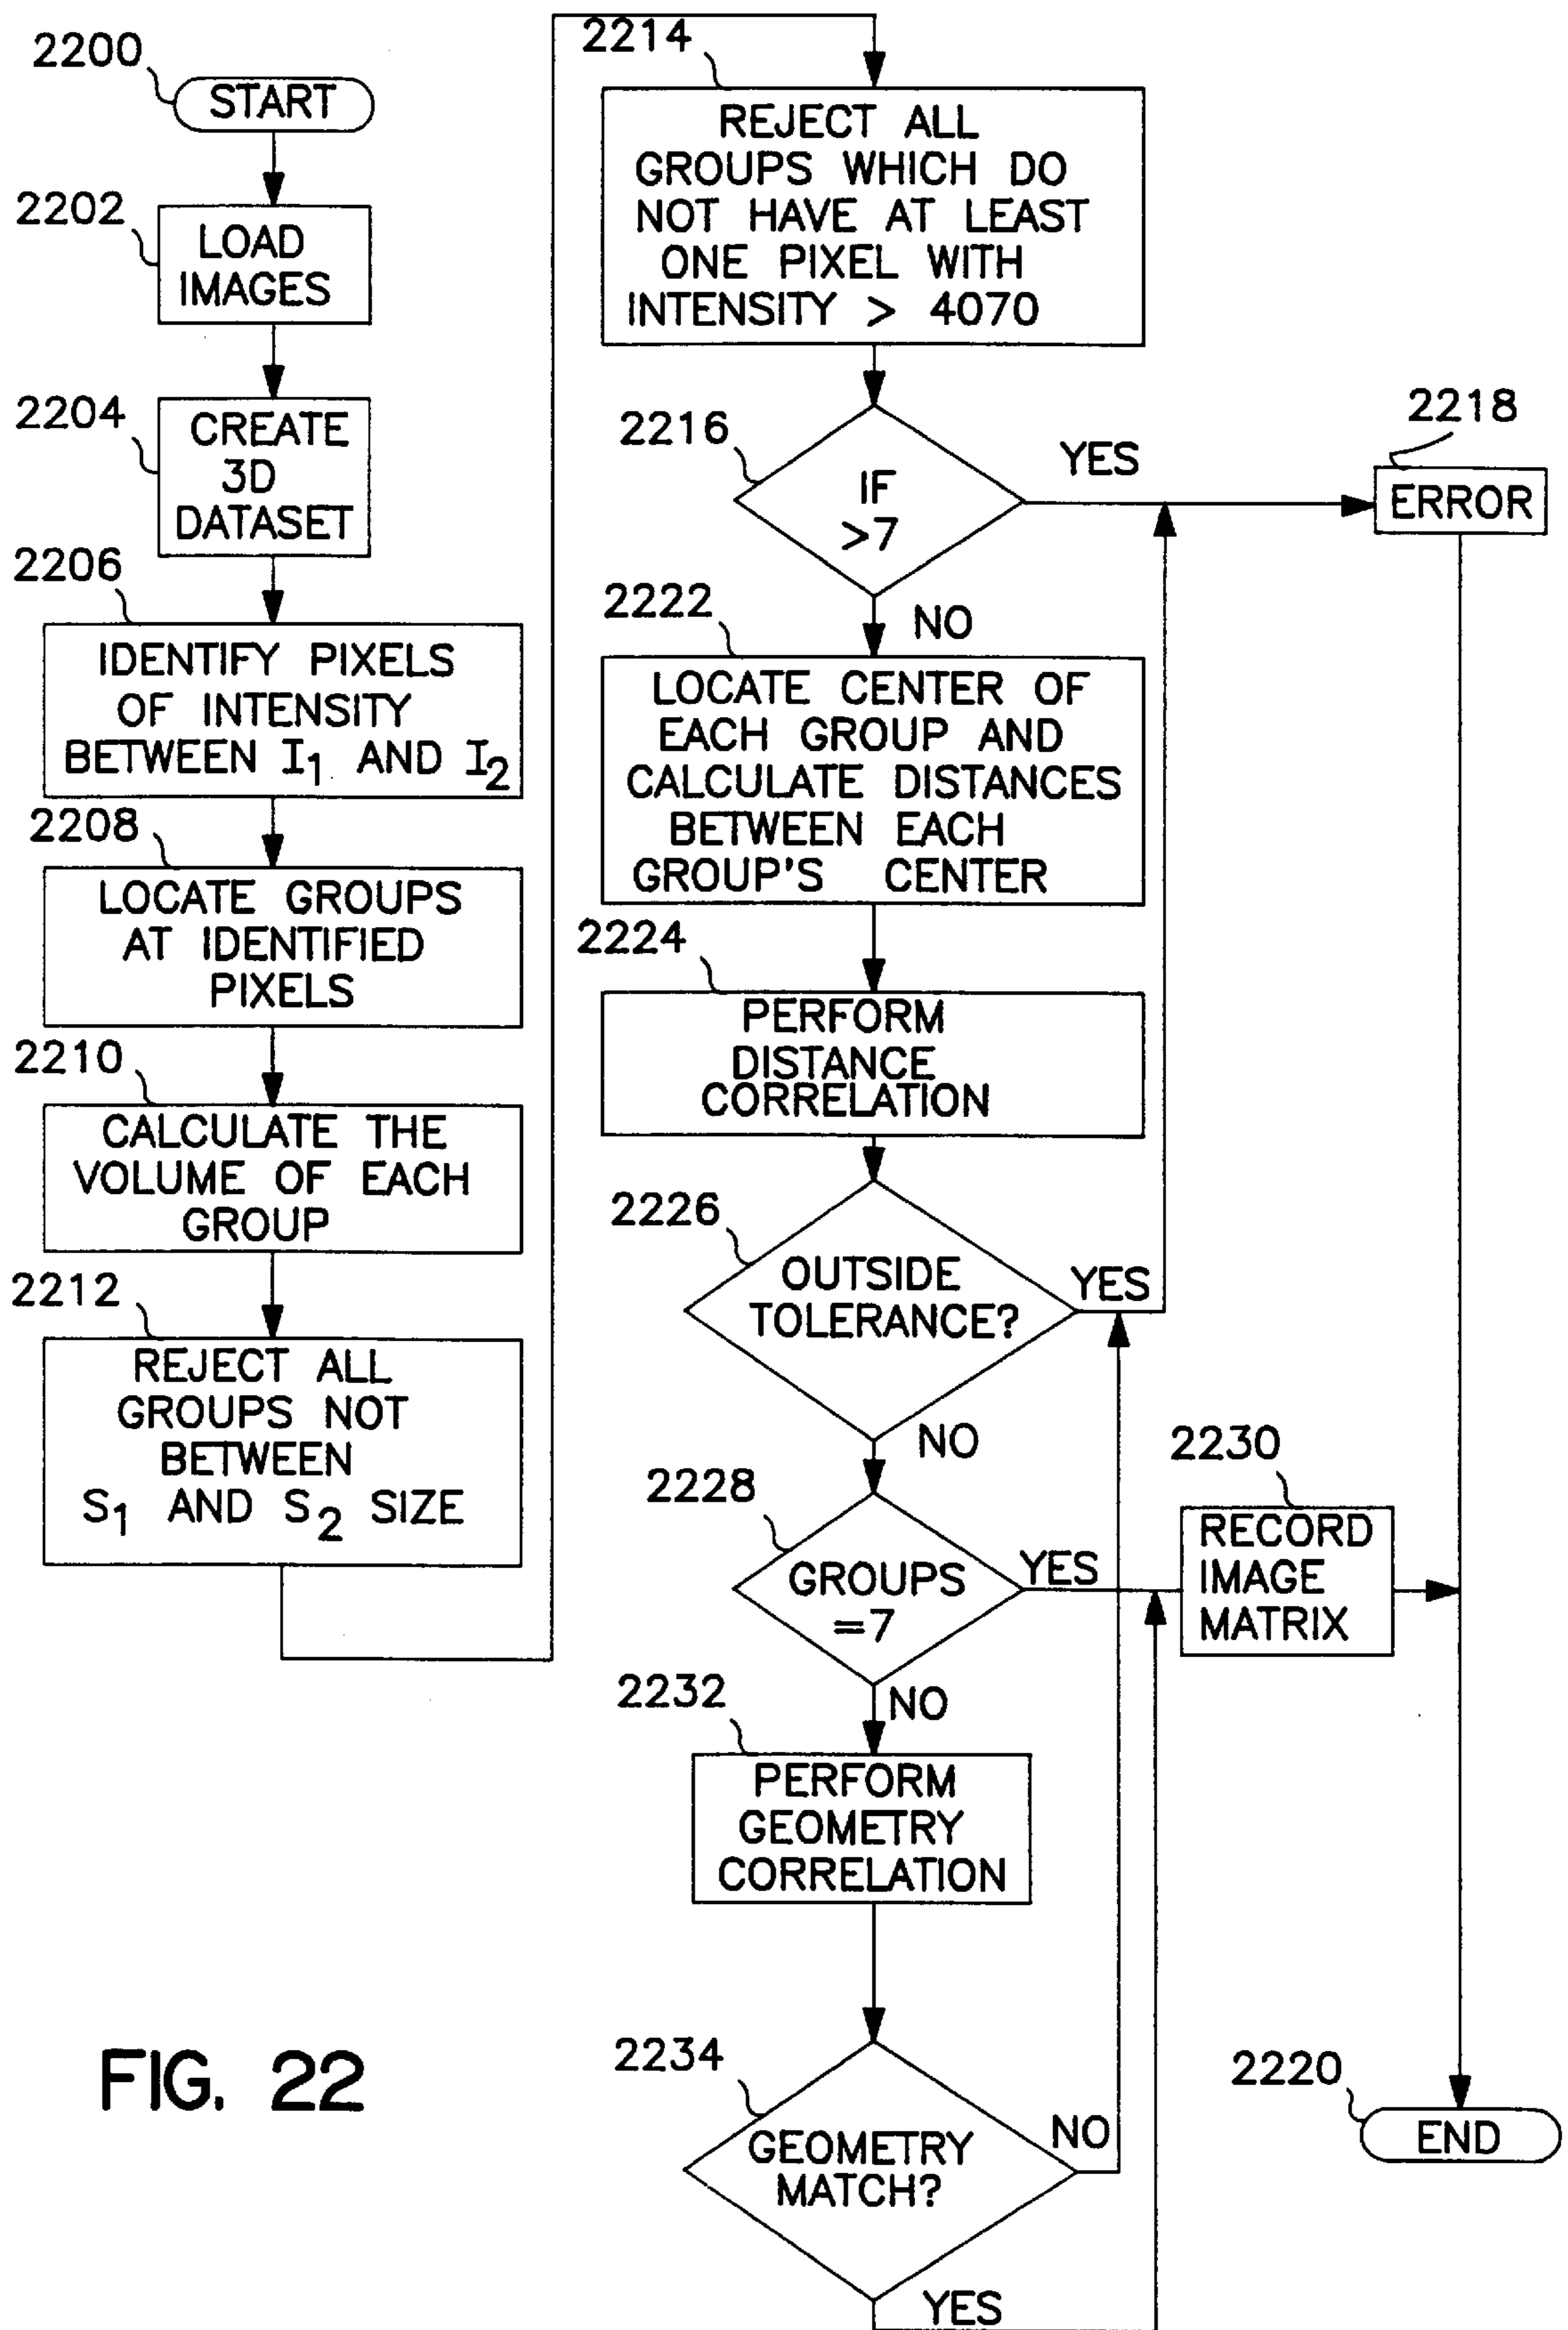 2200
START
2202
LOAD
IMAGES
2204
CREATE
3D
DATASET
2206
IDENTIFY PIXELS
OF INTENSITY
BETWEEN I₁ AND I₂
2208
LOCATE GROUPS
AT IDENTIFIED
PIXELS
2210
CALCULATE THE
VOLUME OF EACH
GROUP
2212
REJECT ALL
GROUPS NOT
BETWEEN
S₁ AND S₂ SIZE
2214
REJECT ALL
GROUPS WHICH DO
NOT HAVE AT LEAST
ONE PIXEL WITH
INTENSITY > 4070
2216
IF
>7
YES
2218
ERROR
NO
2222
LOCATE CENTER OF
EACH GROUP AND
CALCULATE DISTANCES
BETWEEN EACH
GROUP'S CENTER
2224
PERFORM
DISTANCE
CORRELATION
2226
OUTSIDE
TOLERANCE?
YES
NO
2228
GROUPS
=7
YES
2230
RECORD
IMAGE
MATRIX
NO
2232
PERFORM
GEOMETRY
CORRELATION
2234
GEOMETRY
MATCH?
NO
YES
2220
END
FIG. 22